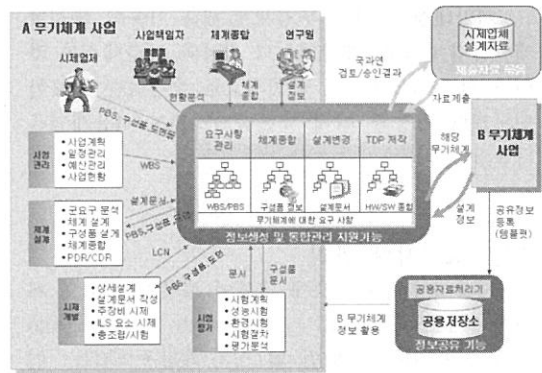 A 무기체계 사업
시제업체
사업책임자
체계종합
연구원
현황분석
체계
종합
설계
정보
PBS, 구성품, 도면
국과연
검토/승인결과
시제업체
설계자료
제출자료 묶음
자료제출
요구사항
관리
체계종합
설계변경
TDP 제작
WBS/PBS
구성품 정보
설계문서
HW/SW 종합
무기체계에 대한 요구 사항
정보생성 및 통합관리 지원기능
해당
무기체계
B 무기체계
사업
설계
정보
공유정보
등록
(템플릿)
관리
• 사업계획
• 일정관리
• 예산관리
• 사업현황
WBS
체계
설계
• 군요구 분석
• 체계 설계
• 구성품 설계
• 체계종합
• PDR/CDR
설계문서
PBS, 구성품, 도면
LCN
시제
개발
• 상세설계
• 설계문서 작성
• 주장비 시제
• ILS 요소 시제
• 총조합/시험
PBS, 구성품, 도면
문서
구성품
문서
시험
평가
• 시험계획
• 성능시험
• 환경시험
• 시험절차
• 평가분석
B 무기체계
정보 활용
공용자료처리기
공용저장소
정보공유 기능